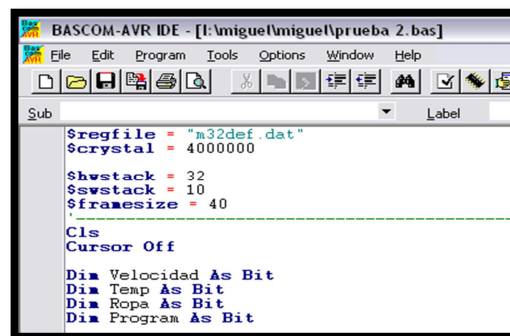 BASCOM-AVR IDE - [I:\miguel\miguel\prueba 2.bas]
File Edit Program Tools Options Window Help
Sub Label
$regfile = "m32def.dat"
$crystal = 4000000
$hwstack = 32
$swstack = 10
$framesize = 40
'------------------------------------------------
Cls
Cursor Off
Dim Velocidad As Bit
Dim Temp As Bit
Dim Ropa As Bit
Dim Program As Bit